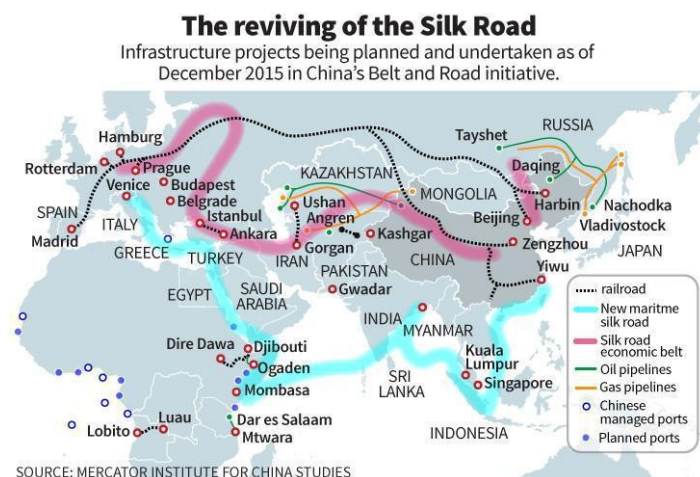 The reviving of the Silk Road
Infrastructure projects being planned and undertaken as of
December 2015 in China's Belt and Road initiative.
Hamburg
Rotterdam
Prague
Venice
Budapest
Belgrade
SPAIN
ITALY
Istanbul
Madrid
Ankara
GREECE
TURKEY
EGYPT
SAUDI
ARABIA
KAZAKHSTAN
Ushan
Angren
Gorgan
IRAN
Kashgar
PAKISTAN
Gwadar
MONGOLIA
CHINA
RUSSIA
Tayshet
Daqing
Harbin
Beijing
Nachodka
Vladivostock
JAPAN
Zengzhou
Yiwu
INDIA
MYANMAR
SRI
LANKA
Kuala
Lumpur
Singapore
INDONESIA
Dire Dawa
Djibouti
Ogaden
Mombasa
Luau
Lobito
Dar es Salaam
Mtwara
railroad
New maritme
silk road
Silk road
economic belt
Oil pipelines
Gas pipelines
Chinese
managed ports
Planned ports
SOURCE: MERCATOR INSTITUTE FOR CHINA STUDIES